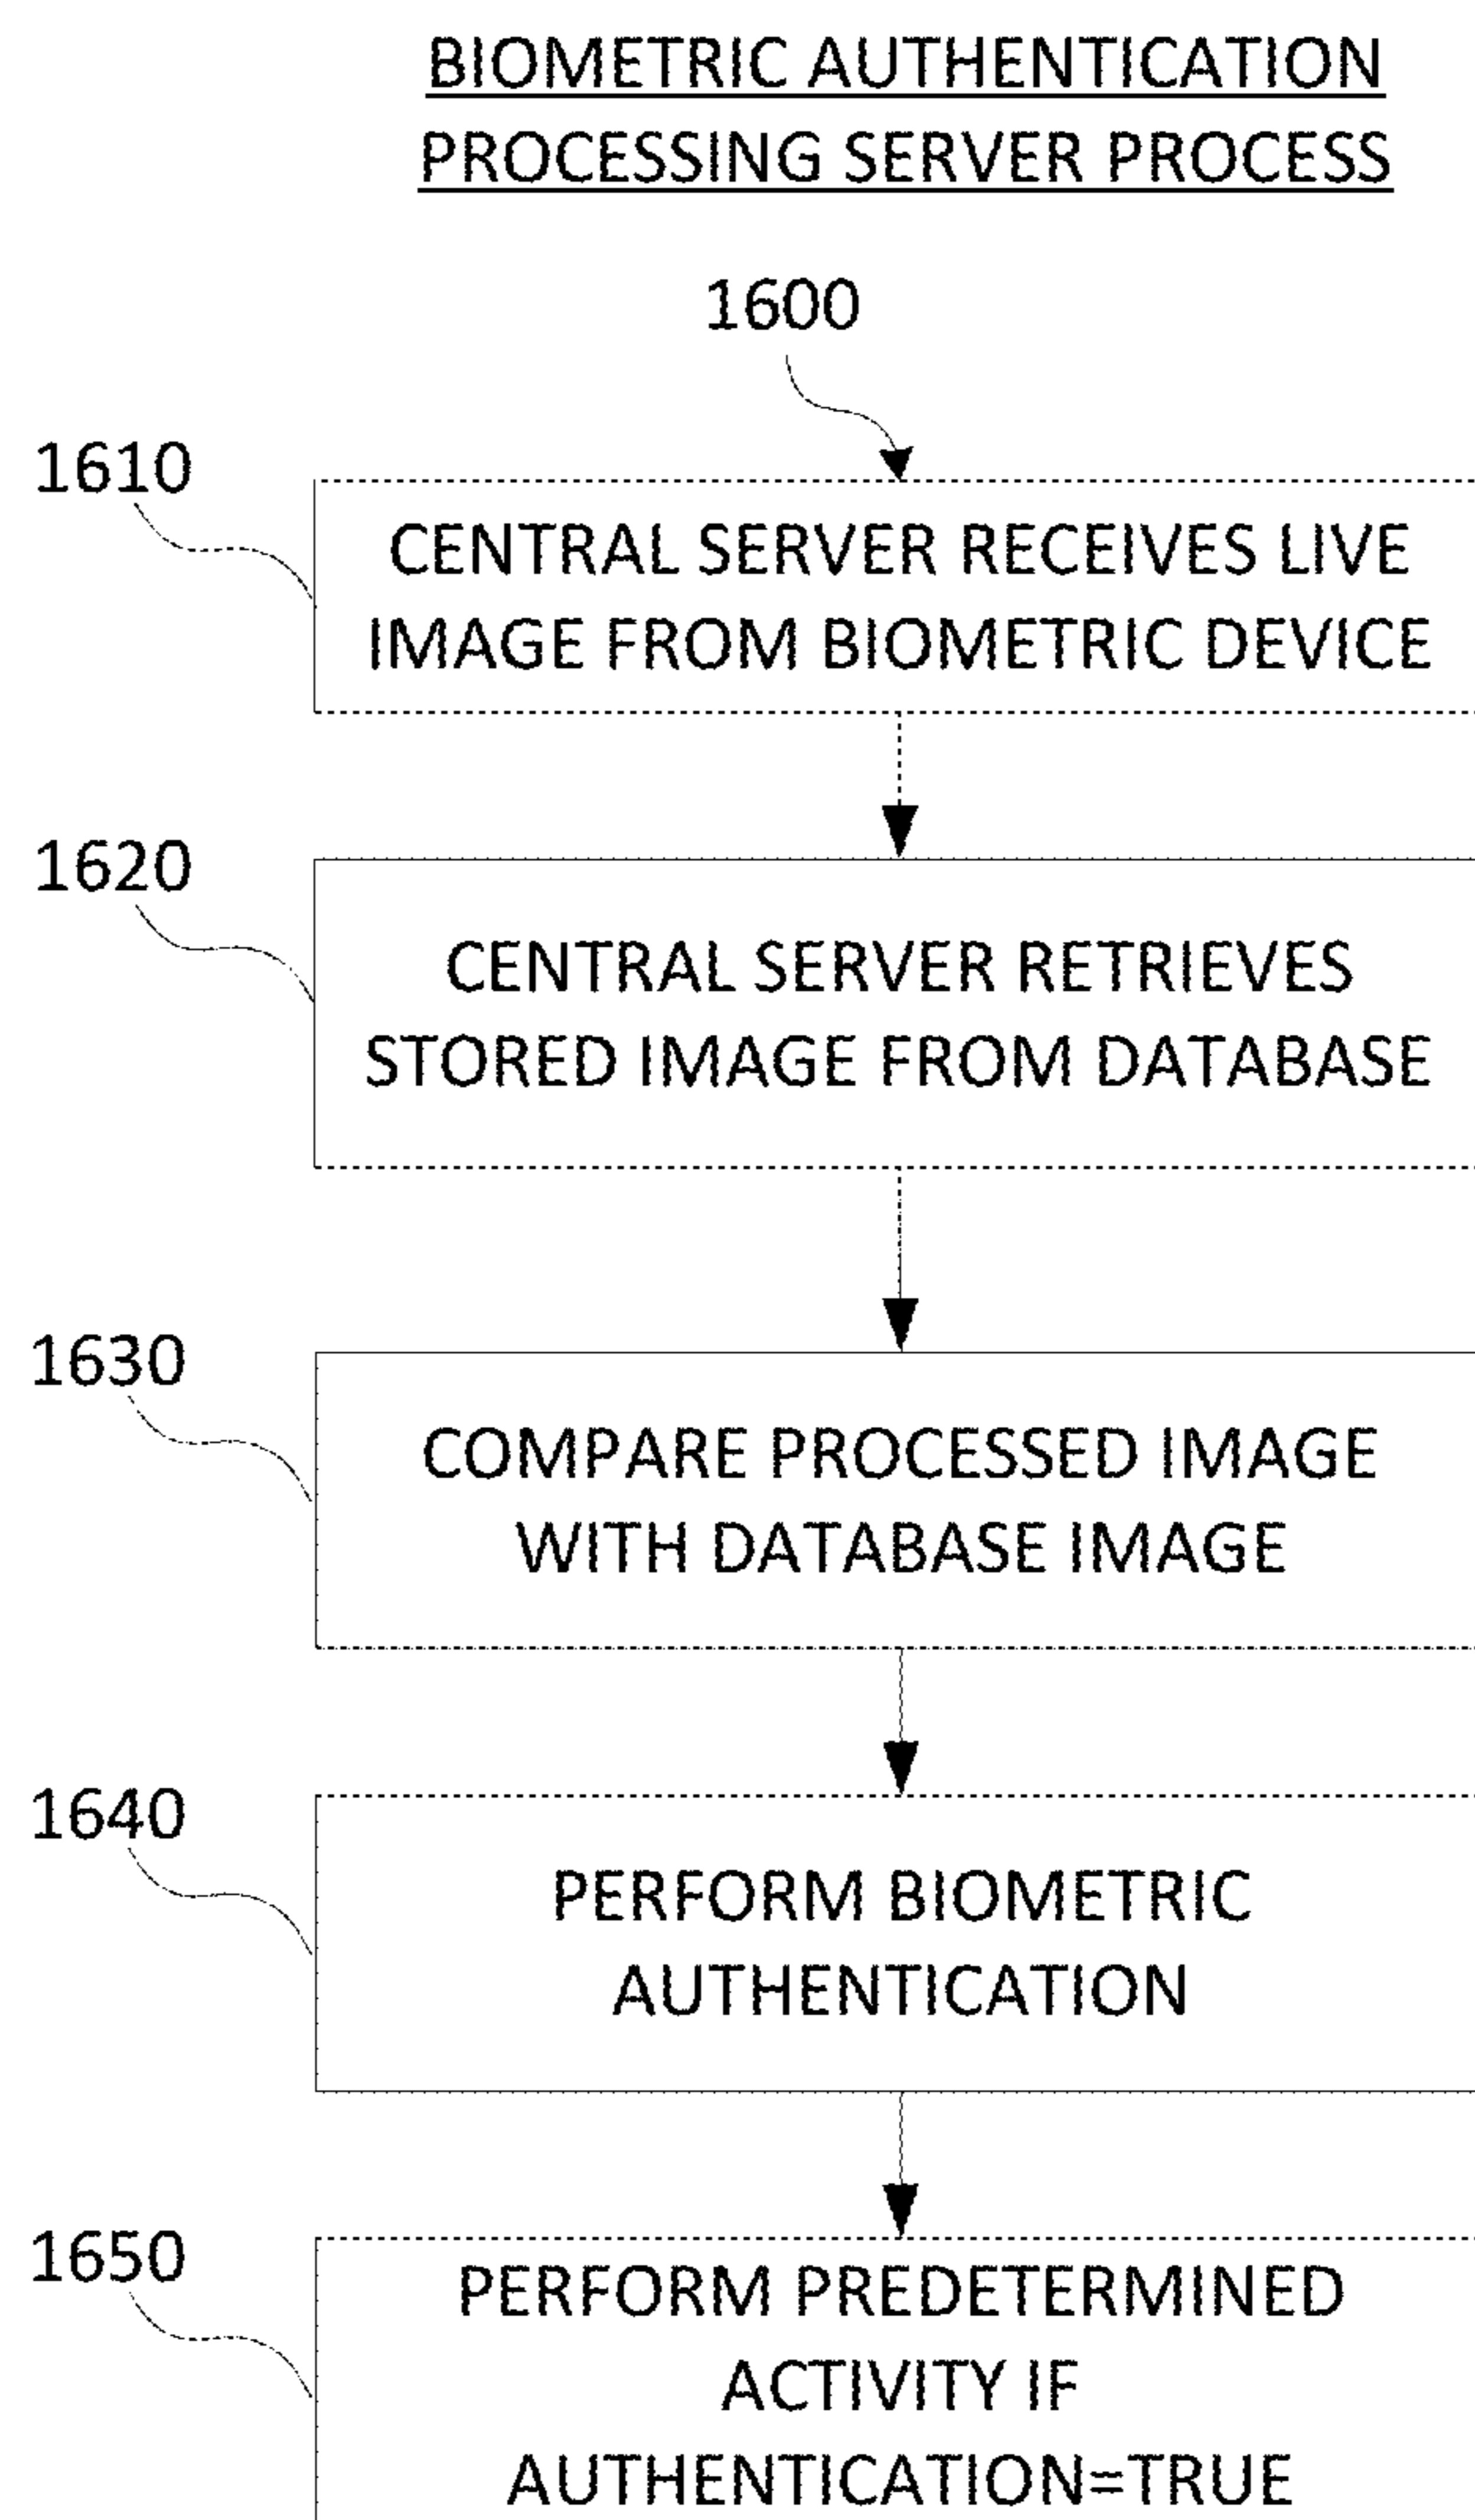 BIOMETRIC AUTHENTICATION
PROCESSING SERVER PROCESS
1600
1610
CENTRAL SERVER RECEIVES LIVE
IMAGE FROM BIOMETRIC DEVICE
1620
CENTRAL SERVER RETRIEVES
STORED IMAGE FROM DATABASE
1630
COMPARE PROCESSED IMAGE
WITH DATABASE IMAGE
1640
PERFORM BIOMETRIC
AUTHENTICATION
1650
PERFORM PREDETERMINED
ACTIVITY IF
AUTHENTICATION=TRUE